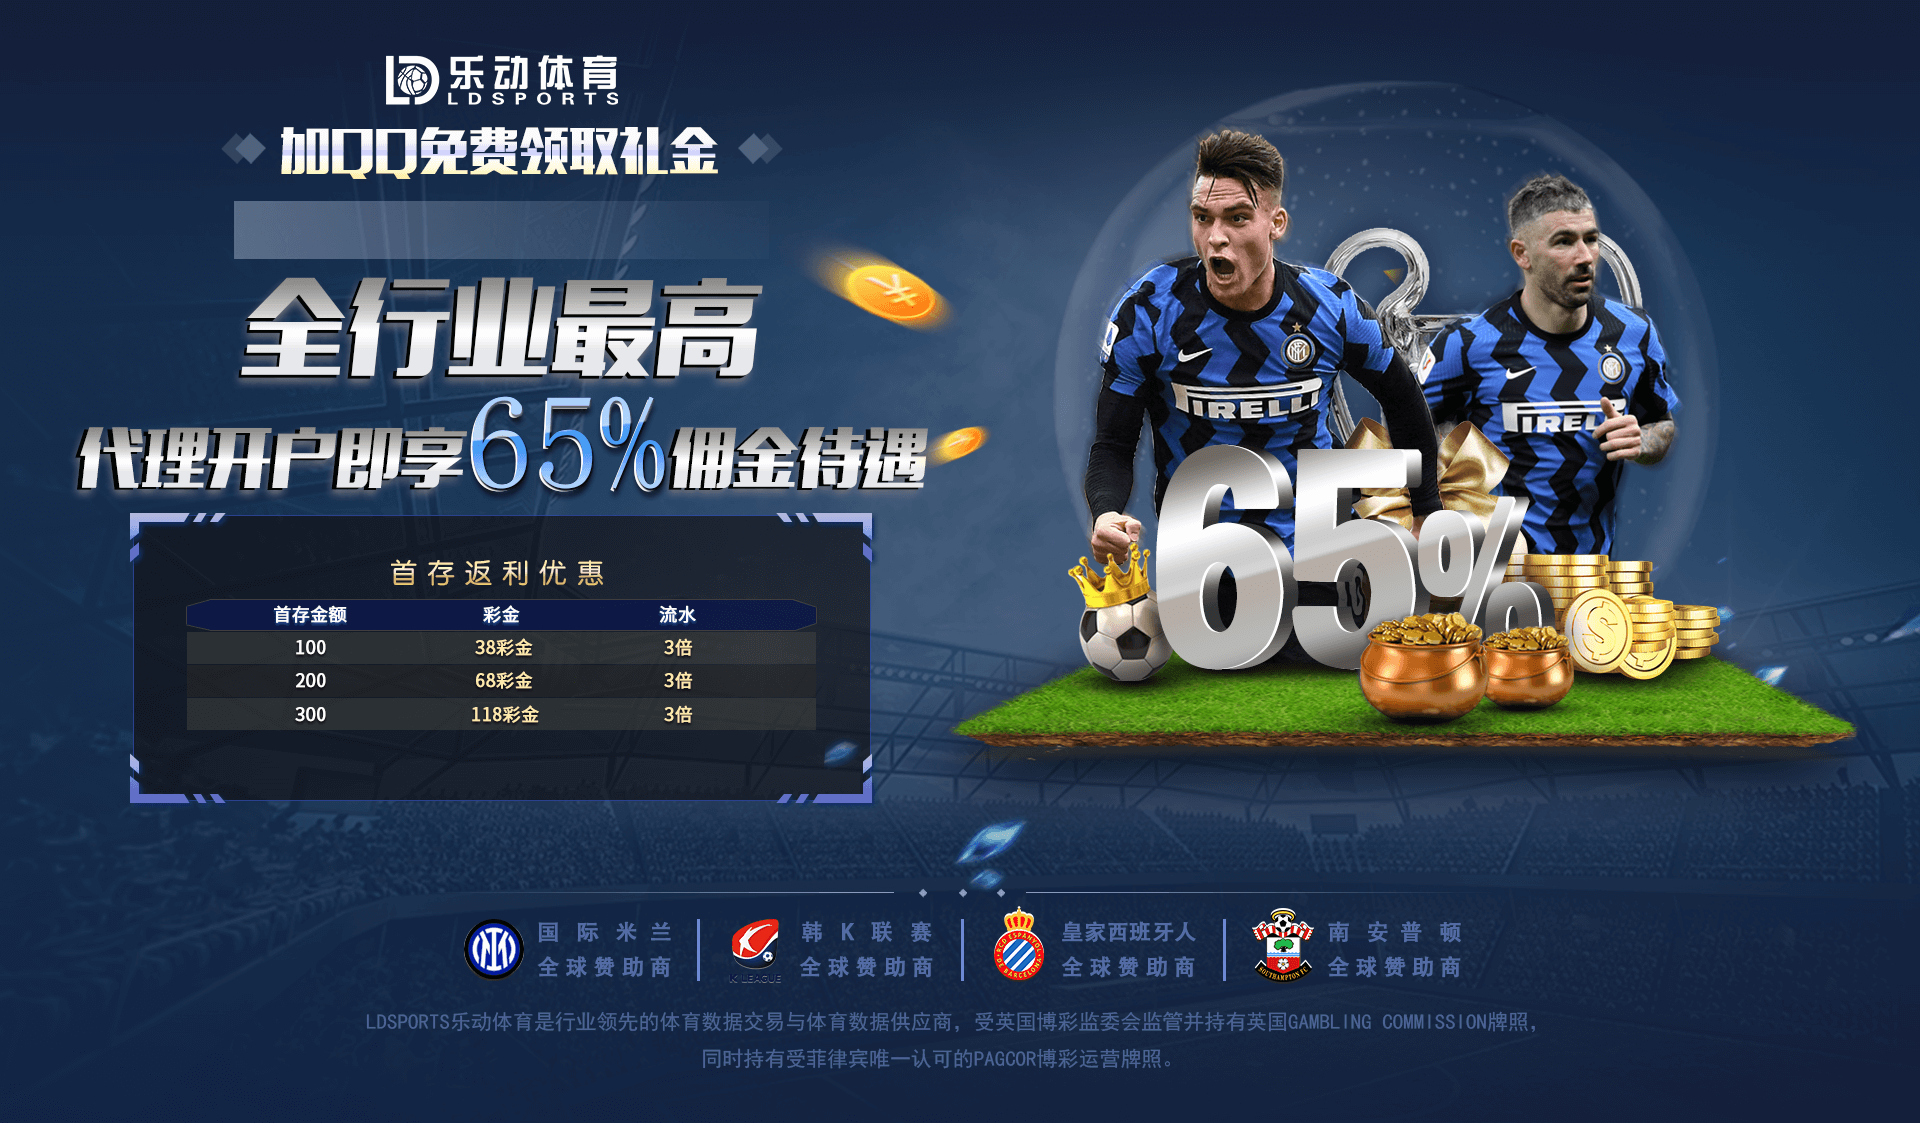 LD 乐动体育
LDSPORTS
加QQ免费领取礼金
全行业最高
代理开户即享65%佣金待遇
首存返利优惠
首存金额 彩金 流水
100 38彩金 3倍
200 68彩金 3倍
300 118彩金 3倍
PIRELLI
PIRELLI
65%
国际米兰
全球赞助商
K LEAGUE
韩K联赛
全球赞助商
RCD ESPANYOL
DE BARCELONA
皇家西班牙人
全球赞助商
SOUTHAMPTON FC
南安普顿
全球赞助商
LDSPORTS乐动体育是行业领先的体育数据交易与体育数据供应商，受英国博彩监委会监管并持有英国GAMBLING COMMISSION牌照，
同时持有受菲律宾唯一认可的PAGCOR博彩运营牌照。